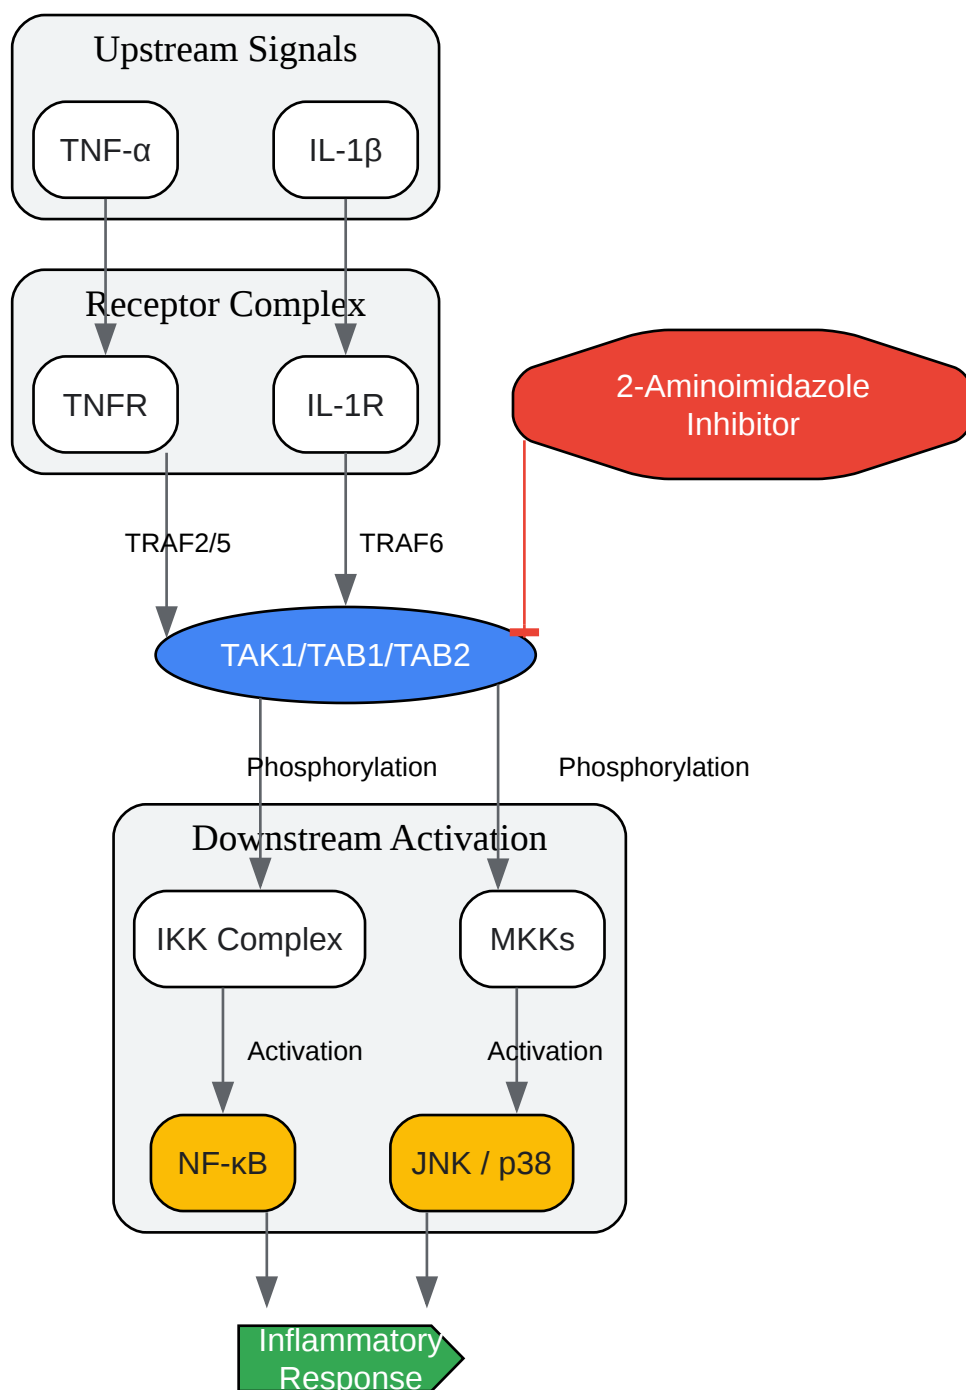 Upstream Signals
TNF-α
IL-1β
Receptor Complex
TNFR
IL-1R
2-Aminoimidazole
Inhibitor
TRAF2/5
TRAF6
TAK1/TAB1/TAB2
Phosphorylation
Phosphorylation
Downstream Activation
IKK Complex
MKKs
Activation
Activation
NF-κB
JNK / p38
Inflammatory
Response